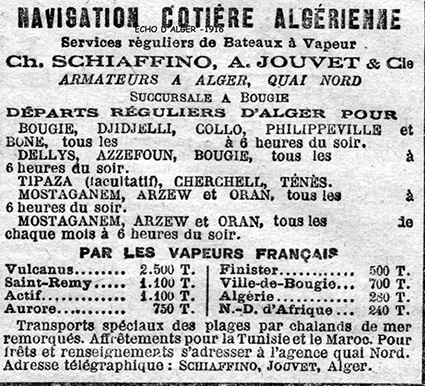 NAVIGATION COTIÈRE ALGÉRIENNE
ECHO D'ALGER -1916
Services réguliers de Bateaux à Vapeur
Ch. SCHIAFFINO, A. JOUVET & Cie
ARMATEURS A ALGER, QUAI NORD
SUCCURSALE A BOUGIE
DÉPARTS RÉGULIERS D'ALGER POUR
BOUGIE, DJIDJELLI, COLLO, PHILIPPEVILLE et
BONE, tous les à 6 heures du soir.
DELLYS, AZZEFOUN, BOUGIE, tous les à
6 heures du soir.
TIPAZA (facultatif), CHERCHELL, TÉNÈS.
MOSTAGANEM, ARZEW et ORAN, tous les à
6 heures du soir.
MOSTAGANEM, ARZEW et ORAN, tous les de
chaque mois à 6 heures du soir.
PAR LES VAPEURS FRANÇAIS
Vulcanus........ 2.500 T.
Saint-Remy..... 1.100 T.
Actif............ 1.100 T.
Aurore.......... 750 T.
Finister.......... 500 T.
Ville-de-Bougie... 700 T.
Algérie........... T.
N.-D. d'Afrique... 240 T.
Transports spéciaux des plages par chalands de mer
remorqués. Affrêtements pour la Tunisie et le Maroc. Pour
frêts et renseignements s'adresser à l'agence quai Nord.
Adresse télégraphique : SCHIAFFINO, JOUVET, Alger.